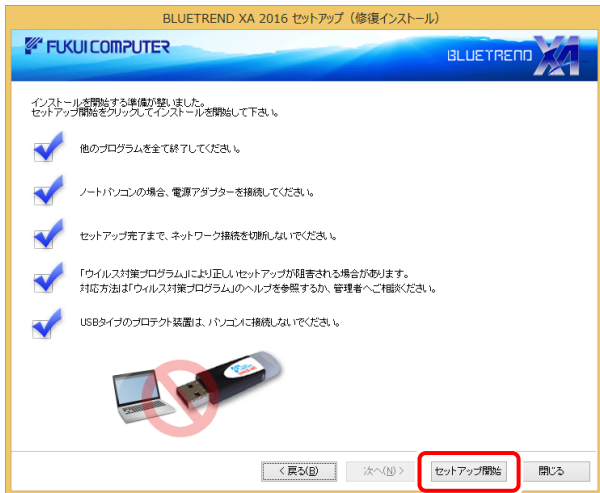 BLUETREND XA 2016 セットアップ（修復インストール）
FUKUI COMPUTER
BLUETREND XA
インストールを開始する準備が整いました。
セットアップ開始をクリックしてインストールを開始して下さい。
他のプログラムを全て終了してください。
ノートパソコンの場合、電源アダプターを接続してください。
セットアップ完了まで、ネットワーク接続を切断しないでください。
「ウイルス対策プログラム」により正しいセットアップが阻害される場合があります。
対応方法は「ウィルス対策プログラム」のヘルプを参照するか、管理者へご相談ください。
USBタイプのプロテクト装置は、パソコンに接続しないでください。
< 戻る(B)
次へ(N) >
セットアップ開始
閉じる